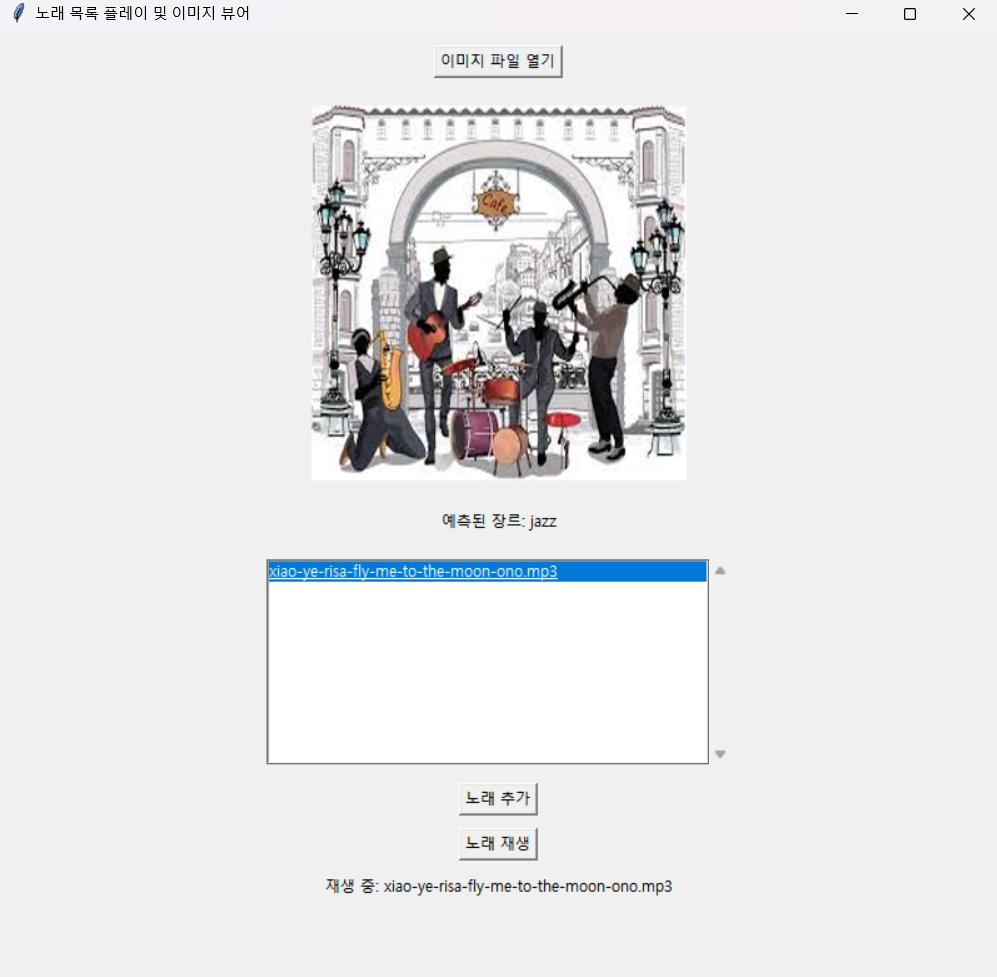 노래 목록 플레이 및 이미지 뷰어
이미지 파일 열기
Cafe
예측된 장르: jazz
xiao-ye-risa-fly-me-to-the-moon-ono.mp3
노래 추가
노래 재생
재생 중: xiao-ye-risa-fly-me-to-the-moon-ono.mp3